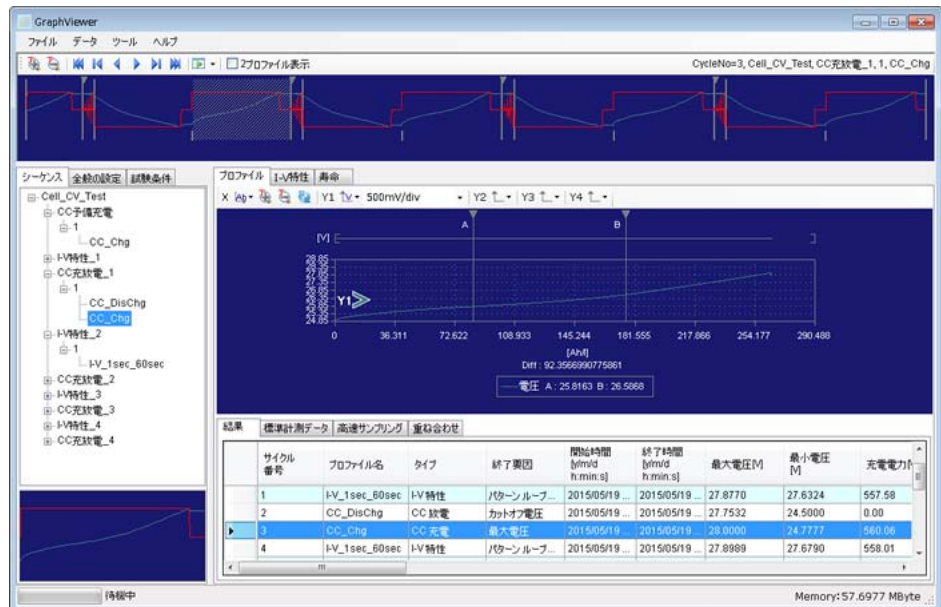 GraphViewer
ファイル データ ツール ヘルプ
2プロファイル表示 CycleNo=3, Cell_CV_Test, CC充放電_1, 1, CC_Chg
シーケンス 全般の設定 試験条件
Cell_CV_Test
CC予備充電
1
CC_Chg
I-V特性_1
CC充放電_1
1
CC_DisChg
CC_Chg
I-V特性_2
1
I-V_1sec_60sec
CC充放電_2
I-V特性_3
CC充放電_3
I-V特性_4
CC充放電_4
プロファイル I-V特性 寿命
X Y1 500mV/div Y2 Y3 Y4
A B
[V]
28.85
24.85
Y1
0 36.311 72.622 108.933 145.244 181.555 217.866 254.177 290.488
[Ah/l]
Diff : 92.3566990775861
電圧 A : 25.8163 B : 26.5868
結果 標準計測データ 高速サンプリング 重ね合わせ
サイクル番号 プロファイル名 タイプ 終了要因 開始時間 [y/m/d h:min:s] 終了時間 [y/m/d h:min:s] 最大電圧[V] 最小電圧[V] 充電電力[
1 I-V_1sec_60sec I-V特性 パターン ループ... 2015/05/19 ... 2015/05/19 ... 27.8770 27.6324 557.58
2 CC_DisChg CC放電 カットオフ電圧 2015/05/19 ... 2015/05/19 ... 27.7532 24.5000 0.00
3 CC_Chg CC充電 最大電圧 2015/05/19 ... 2015/05/19 ... 28.0000 24.7777 560.06
4 I-V_1sec_60sec I-V特性 パターン ループ... 2015/05/19 ... 2015/05/19 ... 27.8989 27.6790 558.01
待機中 Memory:57.6977 MByte